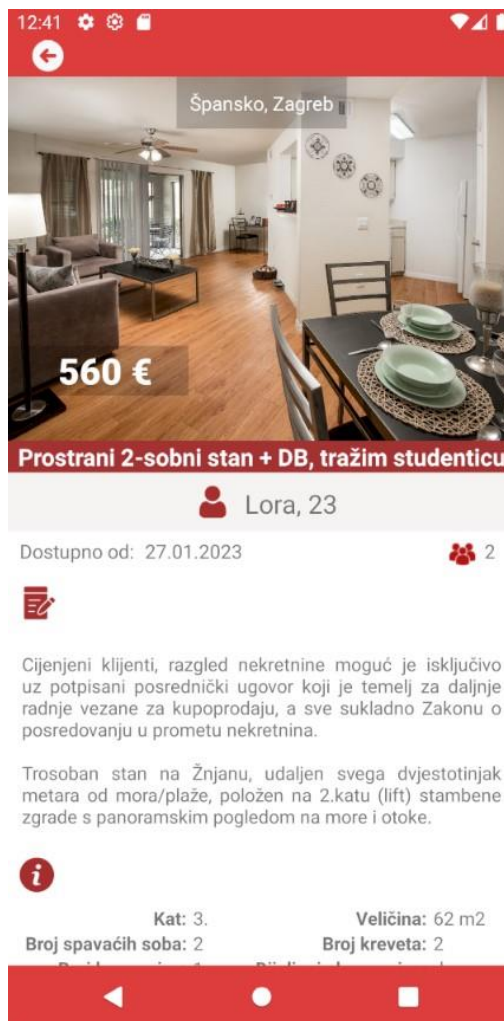 12:41
Špansko, Zagreb
560 €
Prostrani 2-sobni stan + DB, tražim studenticu
Lora, 23
Dostupno od: 27.01.2023
2
Cijenjeni klijenti, razgled nekretnine moguć je isključivo
uz potpisani posrednički ugovor koji je temelj za daljnje
radnje vezane za kupoprodaju, a sve sukladno Zakonu o
posredovanju u prometu nekretnina.
Trosoban stan na Žnjanu, udaljen svega dvjestotinjak
metara od mora/plaže, položen na 2.katu (lift) stambene
zgrade s panoramskim pogledom na more i otoke.
i
Kat: 3. Veličina: 62 m2
Broj spavaćih soba: 2 Broj kreveta: 2